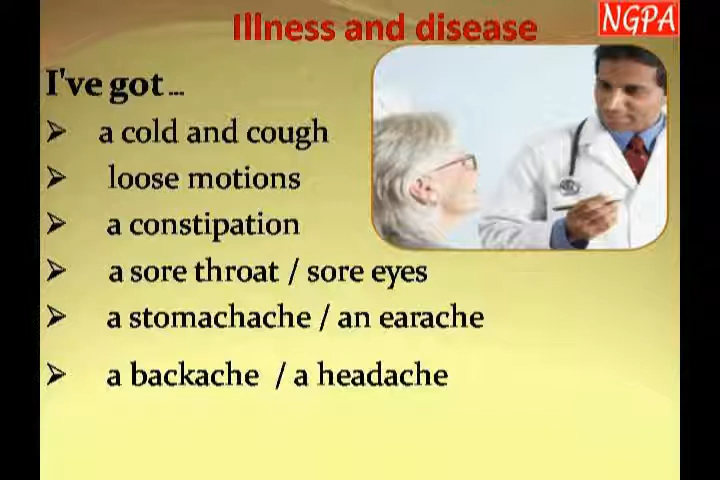 Illness and disease
NGPA
I've got ...
➢ a cold and cough
➢ loose motions
➢ a constipation
➢ a sore throat / sore eyes
➢ a stomachache / an earache
➢ a backache / a headache